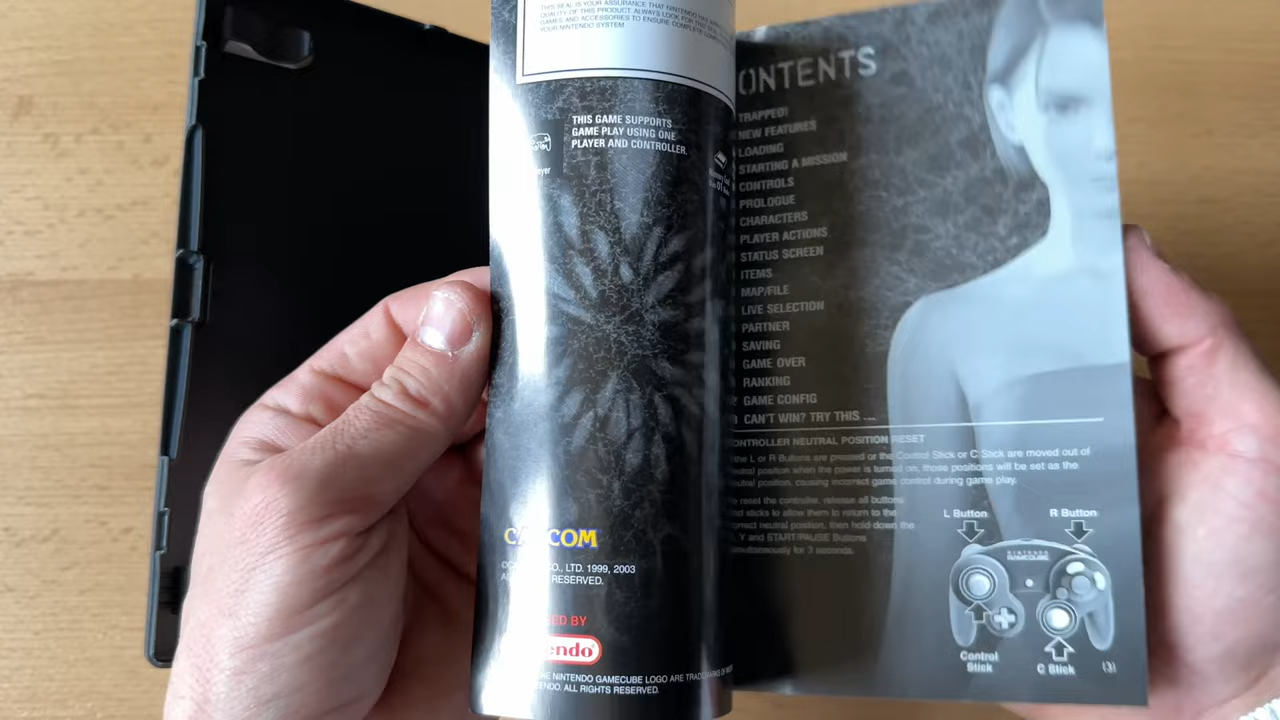 THIS SEAL IS YOUR ASSURANCE THAT NINTENDO HAS
QUALITY OF THIS PRODUCT. ALWAYS LOOK FOR THIS SEAL
GAMES AND ACCESSORIES TO ENSURE COMPLETE
YOUR NINTENDO SYSTEM
THIS GAME SUPPORTS
GAME PLAY USING ONE
PLAYER AND CONTROLLER.
CAPCOM
CO., LTD. 1999, 2003
RESERVED.
BY
NINTENDO GAMECUBE LOGO ARE
ALL RIGHTS RESERVED.
ONTENTS
TRAPPED!
NEW FEATURES
LOADING
STARTING A MISSION
CONTROLS
PROLOGUE
CHARACTERS
PLAYER ACTIONS
STATUS SCREEN
ITEMS
MAP/FILE
LIVE SELECTION
PARTNER
SAVING
GAME OVER
RANKING
GAME CONFIG
CAN'T WIN? TRY THIS ...
ONTROLLER NEUTRAL POSITION RESET
the L or R Buttons are pressed or the Control Stick or C Stick are moved out of
position when the power is turned on, those positions will be set as the
position, causing incorrect game control during game play.
reset the controller, release all buttons
and sticks to allow them to return to the
correct neutral position, then hold down the
Y and START/PAUSE Buttons
simultaneously for 3 seconds.
L Button
R Button
NINTENDO
GAMECUBE
Control
Stick
C Stick
(3)